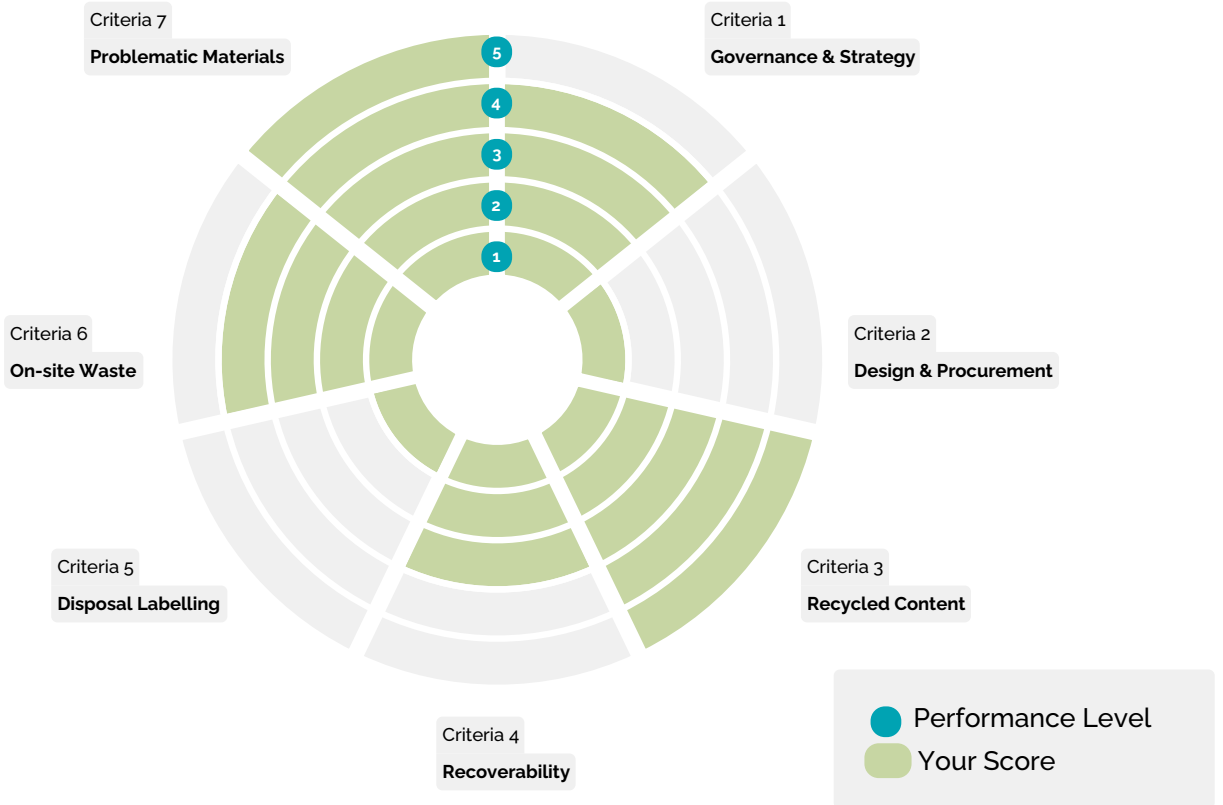 Criteria 7
Problematic Materials
Criteria 1
Governance & Strategy
5
4
3
2
1
Criteria 6
On-site Waste
Criteria 2
Design & Procurement
Criteria 5
Disposal Labelling
Criteria 3
Recycled Content
Criteria 4
Recoverability
Performance Level
Your Score